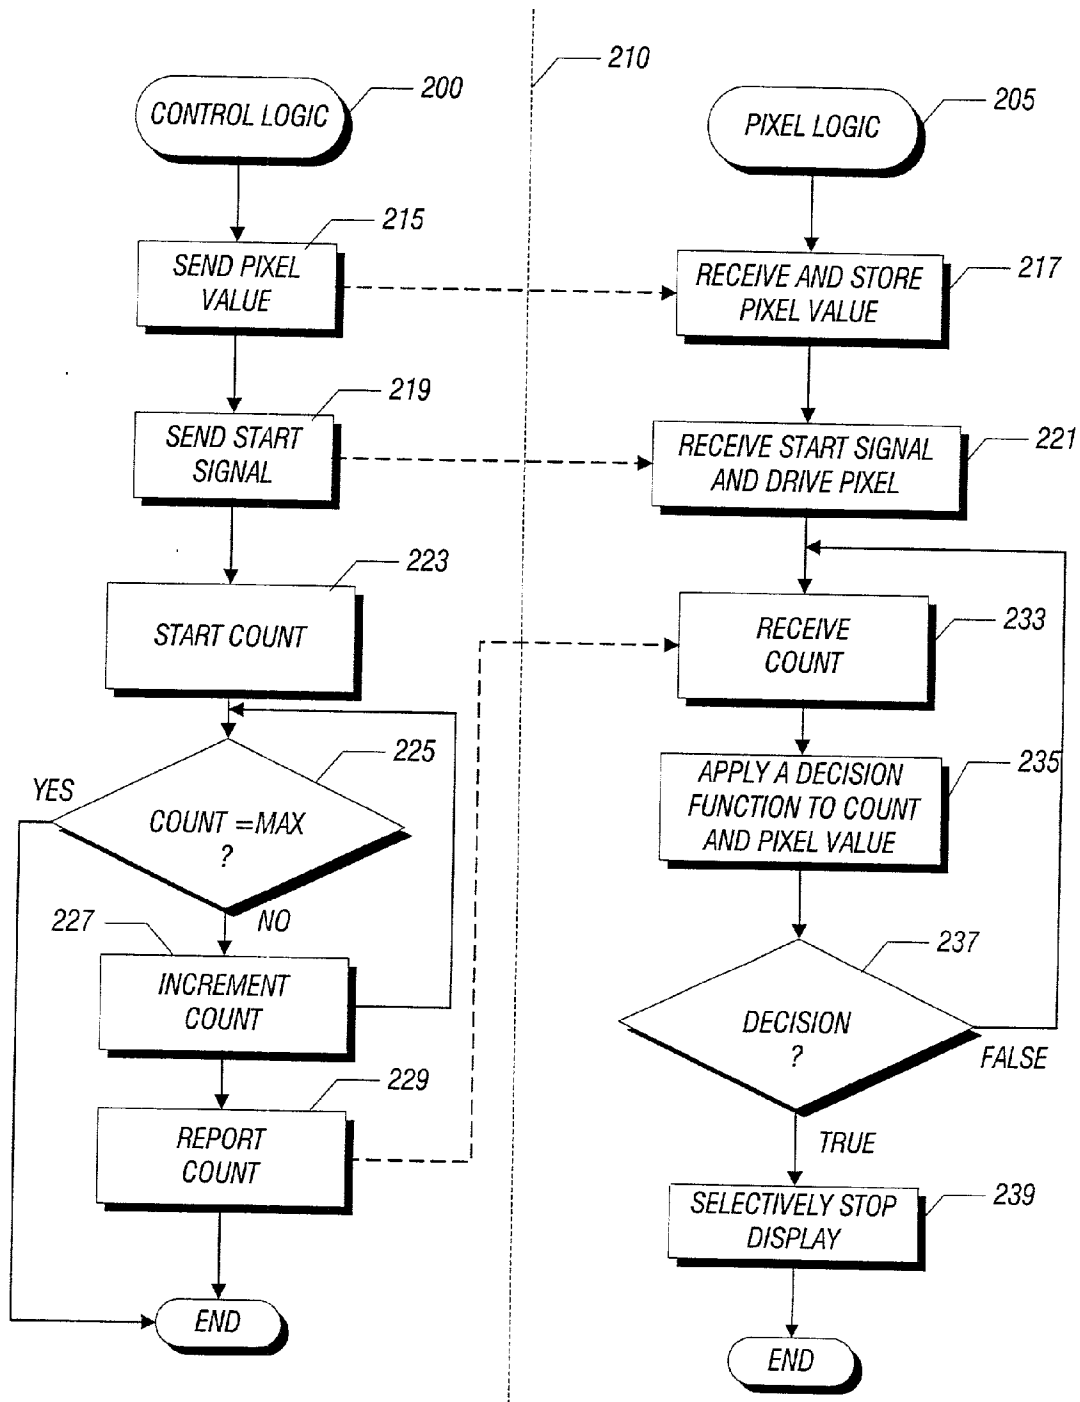 210
CONTROL LOGIC
200
PIXEL LOGIC
205
215
SEND PIXEL
VALUE
RECEIVE AND STORE
PIXEL VALUE
217
219
SEND START
SIGNAL
RECEIVE START SIGNAL
AND DRIVE PIXEL
221
223
START COUNT
RECEIVE
COUNT
233
225
YES
COUNT =MAX
?
NO
APPLY A DECISION
FUNCTION TO COUNT
AND PIXEL VALUE
235
227
INCREMENT
COUNT
237
DECISION
?
FALSE
TRUE
229
REPORT
COUNT
SELECTIVELY STOP
DISPLAY
239
END
END